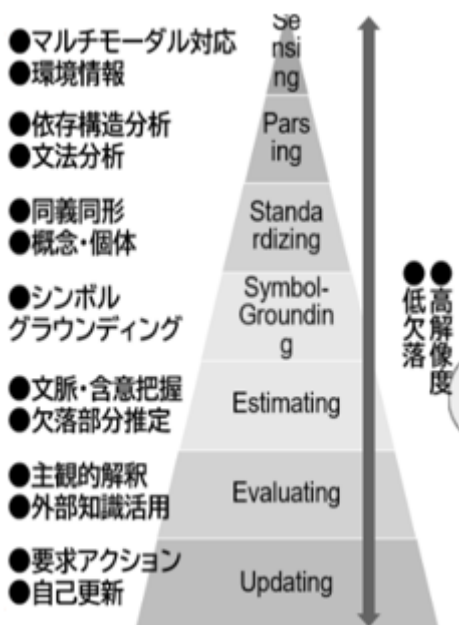 ●マルチモーダル対応
●環境情報
Se
nsi
ng
●依存構造分析
●文法分析
Pars
ing
●同義同形
●概念・個体
Standa
rdizing
●シンボル
グラウンディング
Symbol-
Groundin
g
●文脈・含意把握
●欠落部分推定
Estimating
●主観的解釈
●外部知識活用
Evaluating
●要求アクション
●自己更新
Updating
●高解像度
●低欠落